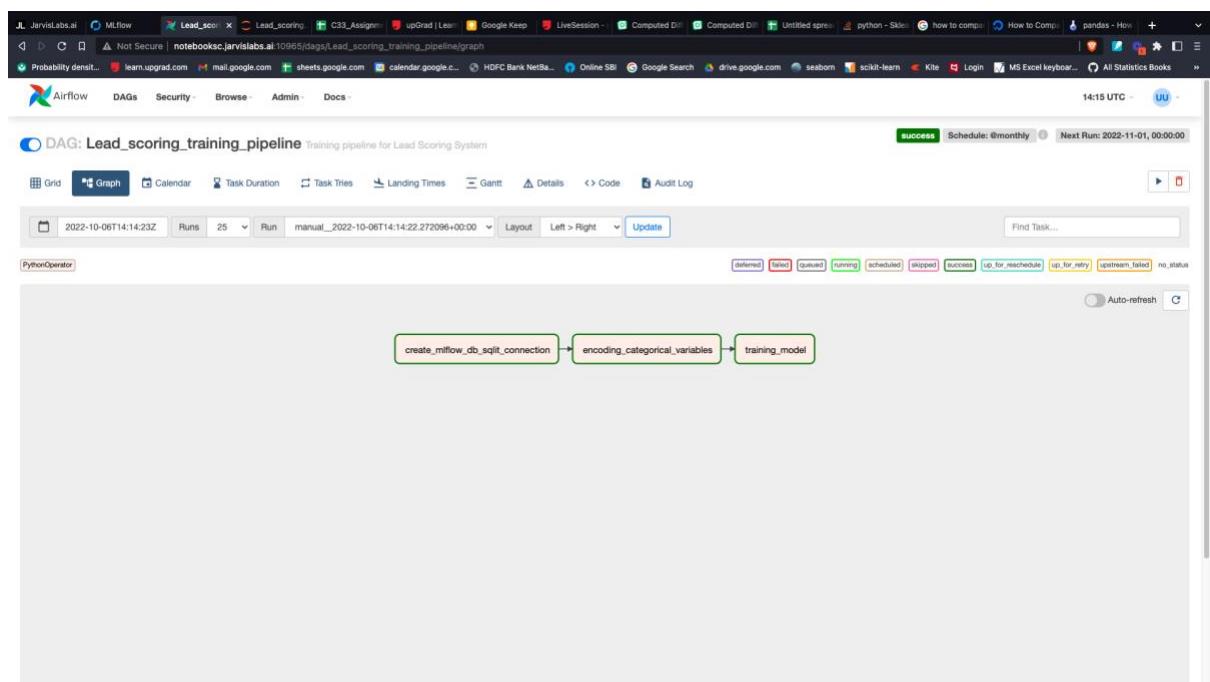 JL JarvisLabs.ai MLflow Lead_scori x Lead_scoring. C33_Assignm upGrad | Learn Google Keep LiveSession - Computed Dif Computed Dif Untitled sprea python - Skle how to compa How to Comp pandas - How +
Not Secure | notebooksc.jarvislabs.ai:10965/dags/Lead_scoring_training_pipeline/graph
Probability densit... learn.upgrad.com mail.google.com sheets.google.com calendar.google.c... HDFC Bank NetBa... Online SBI Google Search drive.google.com seaborn scikit-learn Kite Login MS Excel keyboar... All Statistics Books »
Airflow DAGs Security Browse Admin Docs 14:15 UTC UU
DAG: Lead_scoring_training_pipeline Training pipeline for Lead Scoring System success Schedule: @monthly Next Run: 2022-11-01, 00:00:00
Grid Graph Calendar Task Duration Task Tries Landing Times Gantt Details <> Code Audit Log
2022-10-06T14:14:23Z Runs 25 Run manual__2022-10-06T14:14:22.272096+00:00 Layout Left > Right Update Find Task...
PythonOperator deferred failed queued running scheduled skipped success up_for_reschedule up_for_retry upstream_failed no_status
Auto-refresh
create_mlflow_db_sqlit_connection encoding_categorical_variables training_model